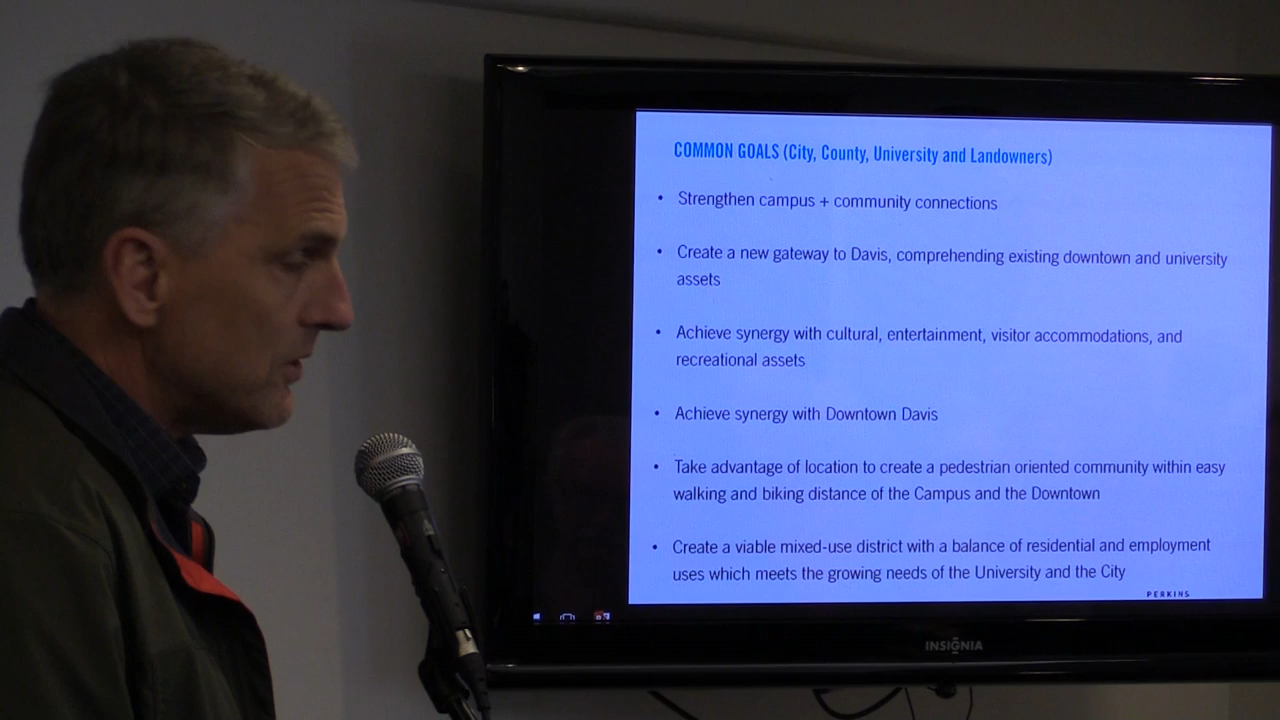 COMMON GOALS (City, County, University and Landowners)
• Strengthen campus + community connections
• Create a new gateway to Davis, comprehending existing downtown and university
assets
• Achieve synergy with cultural, entertainment, visitor accommodations, and
recreational assets
• Achieve synergy with Downtown Davis
• Take advantage of location to create a pedestrian oriented community within easy
walking and biking distance of the Campus and the Downtown
• Create a viable mixed-use district with a balance of residential and employment
uses which meets the growing needs of the University and the City
PERKINS
INSIGNIA